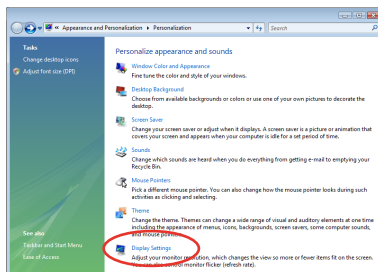 « Appearance and Personalization ▸ Personalization
Search
Tasks
Change desktop icons
Adjust font size (DPI)
See also
Taskbar and Start Menu
Ease of Access
Personalize appearance and sounds
Window Color and Appearance
Fine tune the color and style of your windows.
Desktop Background
Choose from available backgrounds or colors or use one of your own pictures to decorate the
desktop.
Screen Saver
Change your screen saver or adjust when it displays. A screen saver is a picture or animation that
covers your screen and appears when your computer is idle for a set period of time.
Sounds
Change which sounds are heard when you do everything from getting e-mail to emptying your
Recycle Bin.
Mouse Pointers
Pick a different mouse pointer. You can also change how the mouse pointer looks during such
activities as clicking and selecting.
Theme
Change the theme. Themes can change a wide range of visual and auditory elements at one time
including the appearance of menus, icons, backgrounds, screen savers, some computer sounds,
and mouse pointers.
Display Settings
Adjust your monitor resolution, which changes the view so more or fewer items fit on the screen.
You can also control monitor flicker (refresh rate).